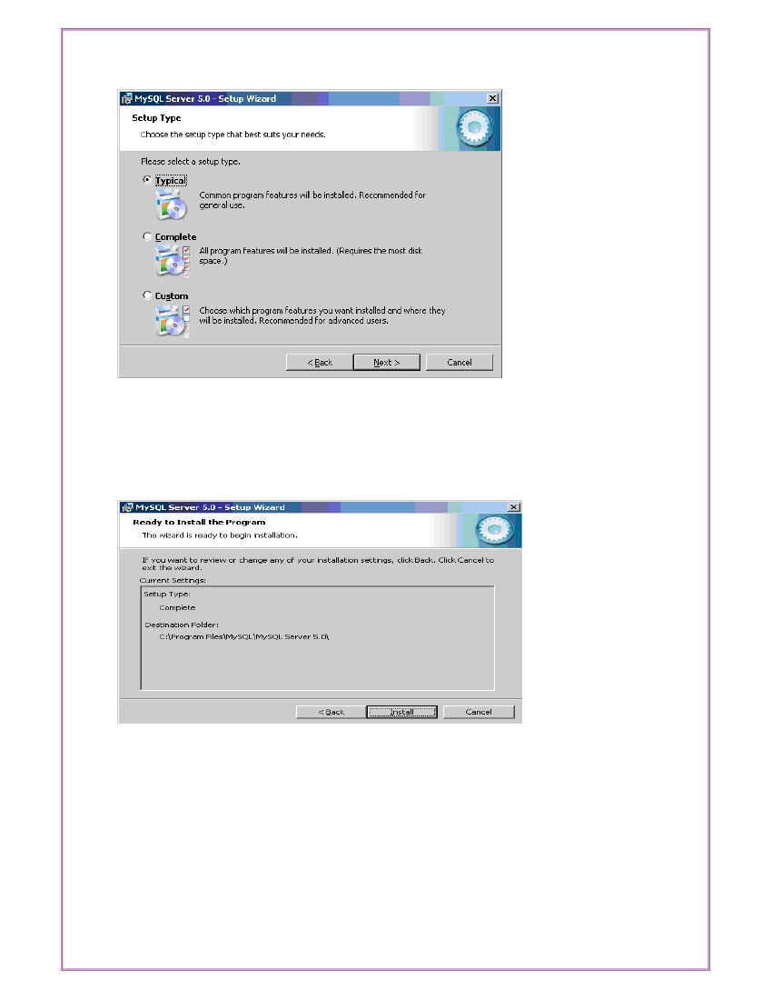 MySQL Server 5.0 - Setup Wizard
Setup Type
Choose the setup type that best suits your needs.
Please select a setup type.
Typical
Common program features will be installed. Recommended for
general use.
Complete
All program features will be installed. (Requires the most disk
space.)
Custom
Choose which program features you want installed and where they
will be installed. Recommended for advanced users.
< Back Next > Cancel
MySQL Server 5.0 - Setup Wizard
Ready to Install the Program
The wizard is ready to begin installation.
If you want to review or change any of your installation settings, click Back. Click Cancel to
exit the wizard.
Current Settings:
Setup Type:
Complete
Destination Folder:
C:\Program Files\MySQL\MySQL Server 5.0\
< Back Install Cancel